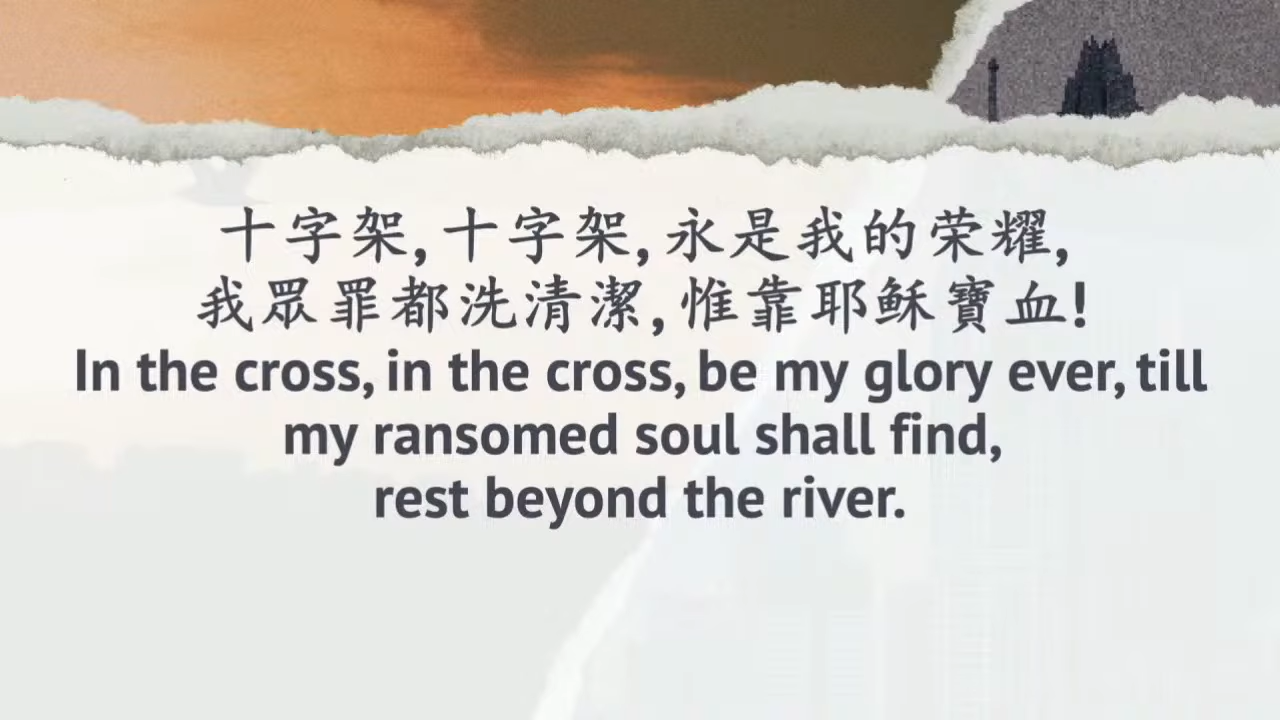 十字架,十字架,永是我的荣耀,
我眾罪都洗清潔,惟靠耶稣寶血!
In the cross, in the cross, be my glory ever, till
my ransomed soul shall find,
rest beyond the river.